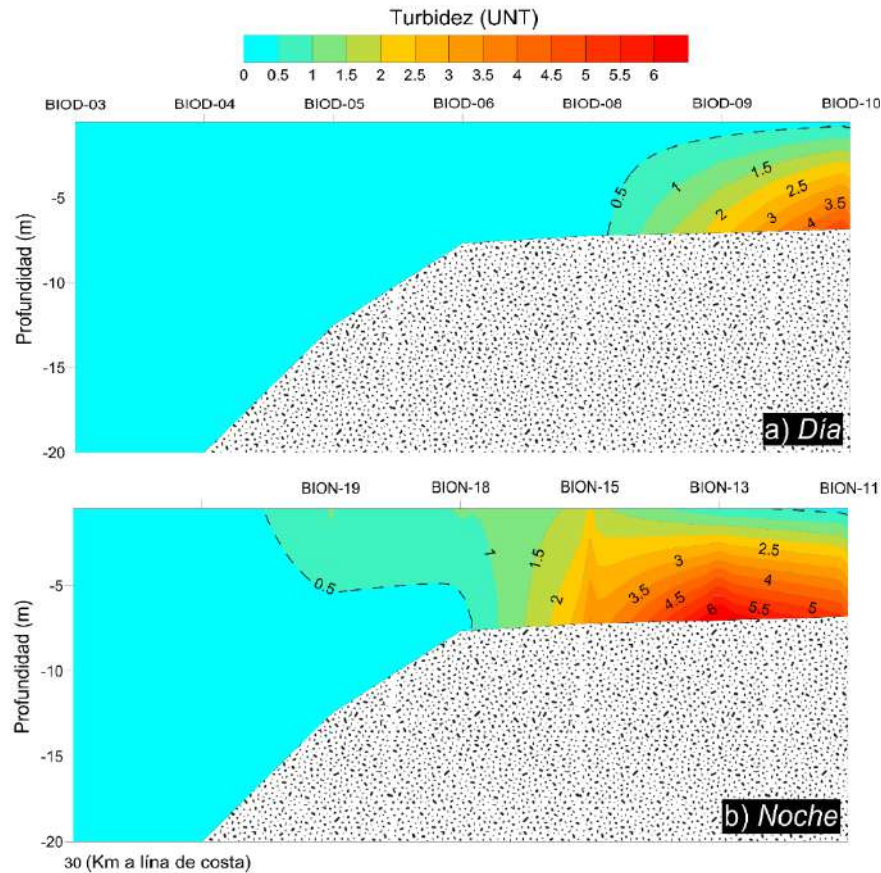 Turbidez (UNT)
0 0.5 1 1.5 2 2.5 3 3.5 4 4.5 5 5.5 6
BIOD-03 BIOD-04 BIOD-05 BIOD-06 BIOD-08 BIOD-09 BIOD-10
Profundidad (m)
-5
-10
-15
-20
0.5 1 1.5 2 2.5 3 3.5 4
a) Día
BION-19 BION-18 BION-15 BION-13 BION-11
Profundidad (m)
-5
-10
-15
-20
0.5 1 1.5 2 2.5 3 3.5 4 4.5 6 5.5 5
b) Noche
30 (Km a lína de costa)